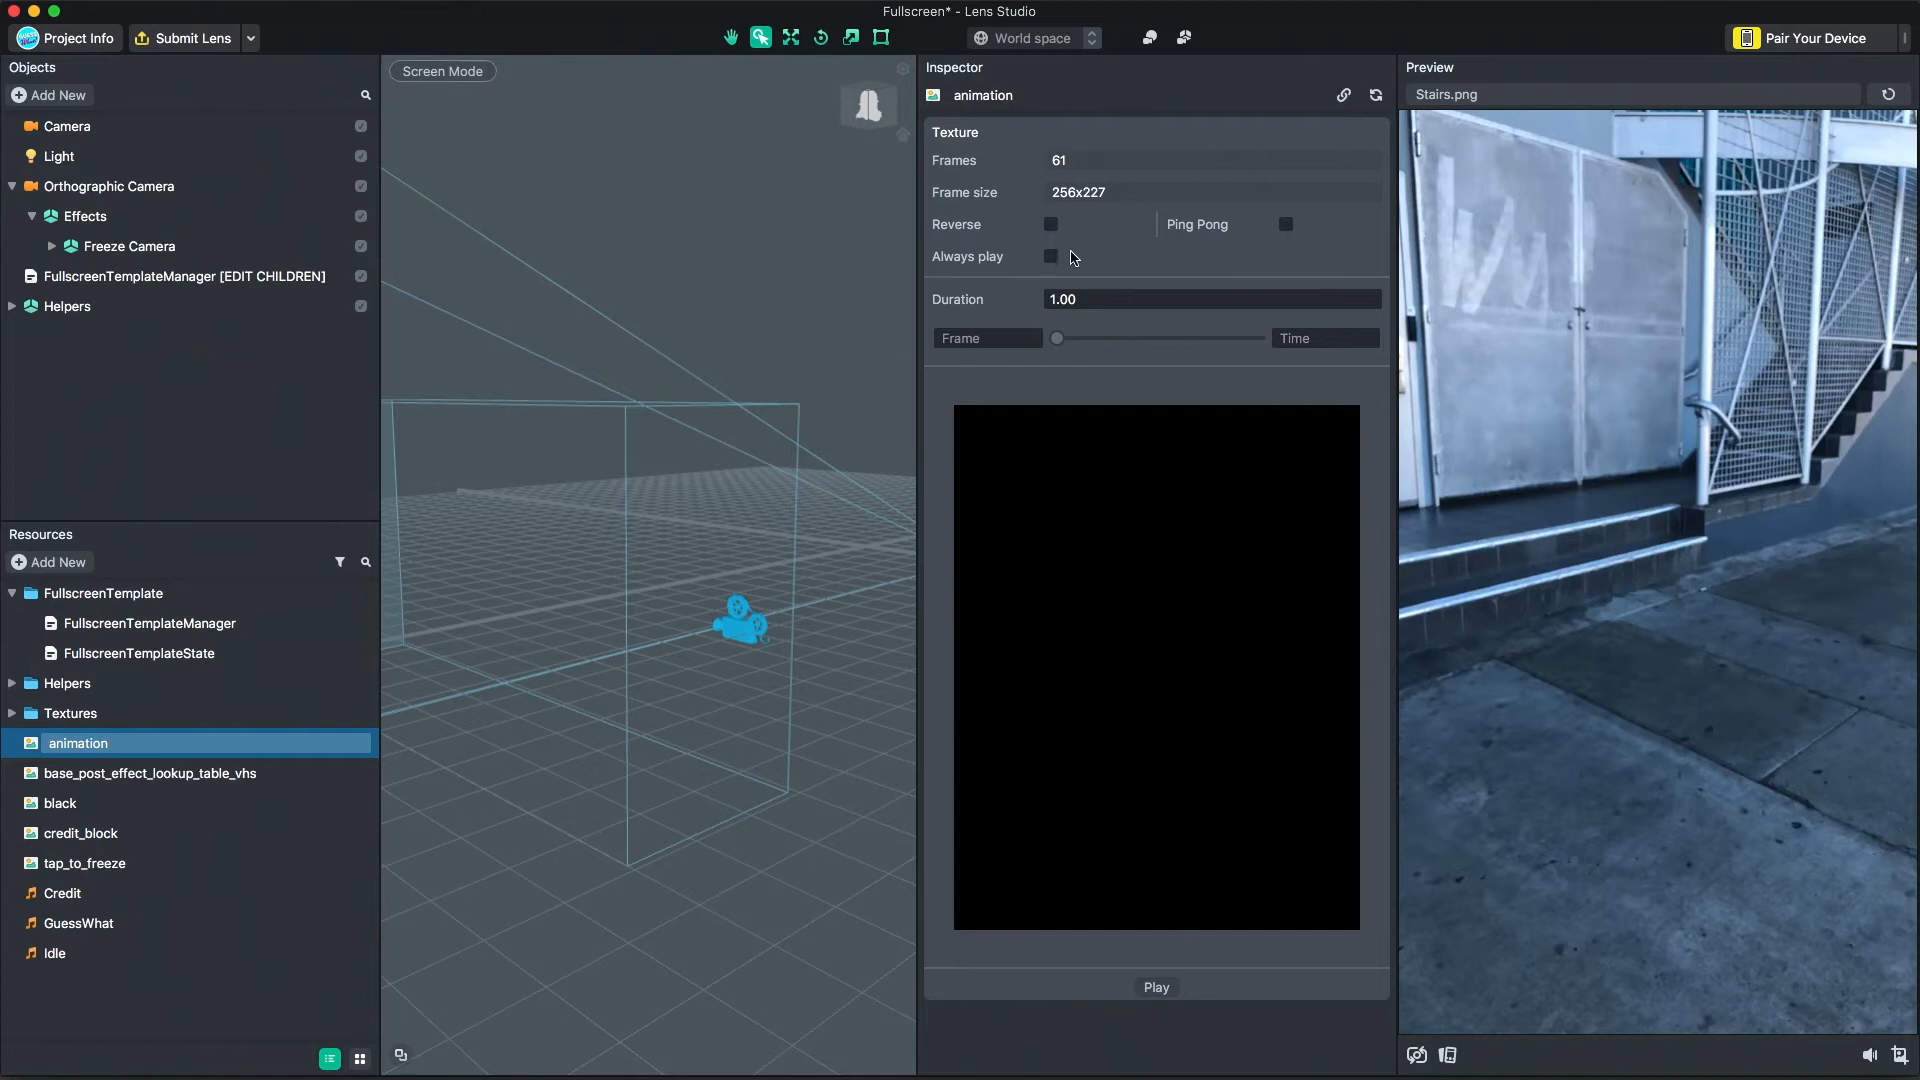 Fullscreen* - Lens Studio
Project Info
Submit Lens
World space
Pair Your Device
Objects
Add New
Camera
Light
Orthographic Camera
Effects
Freeze Camera
FullscreenTemplateManager [EDIT CHILDREN]
Helpers
Resources
Add New
FullscreenTemplate
FullscreenTemplateManager
FullscreenTemplateState
Helpers
Textures
animation
base_post_effect_lookup_table_vhs
black
credit_block
tap_to_freeze
Credit
GuessWhat
Idle
Screen Mode
Inspector
animation
Texture
Frames 61
Frame size 256x227
Reverse Ping Pong
Always play
Duration 1.00
Frame Time
Play
Preview
Stairs.png